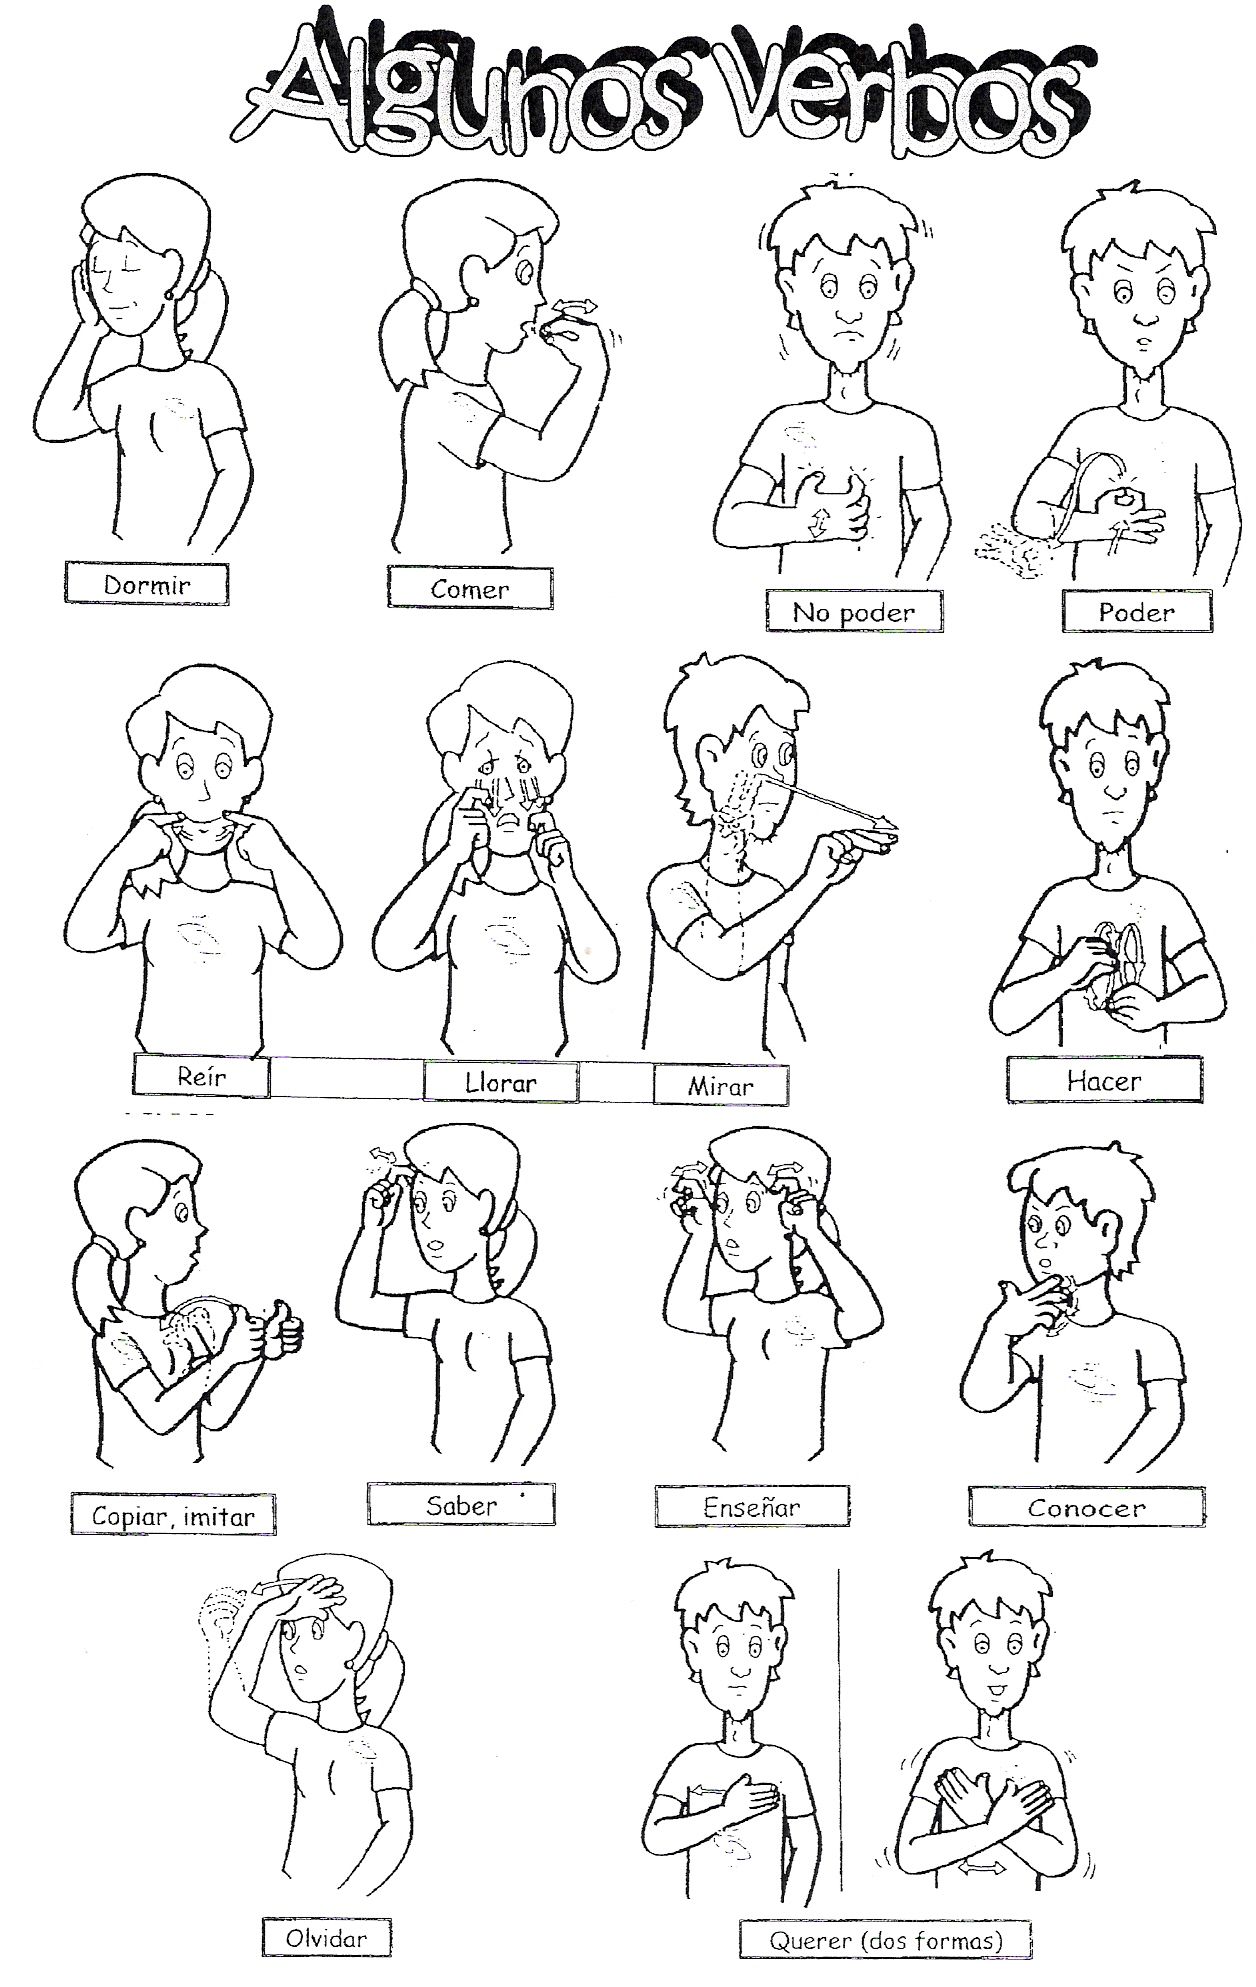 Algunos Verbos
Dormir
Comer
No poder
Poder
Reír
Llorar
Mirar
Hacer
Copiar, imitar
Saber
Enseñar
Conocer
Olvidar
Querer (dos formas)